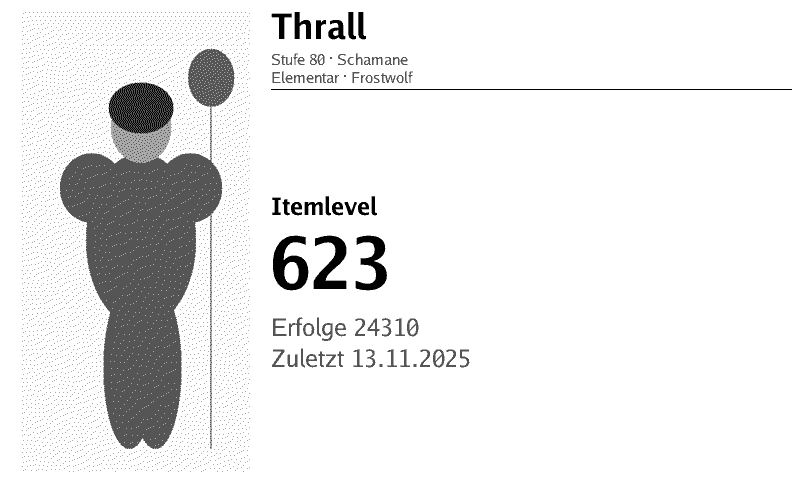 Thrall
Stufe 80 · Schamane
Elementar · Frostwolf
Itemlevel
623
Erfolge 24310
Zuletzt 13.11.2025